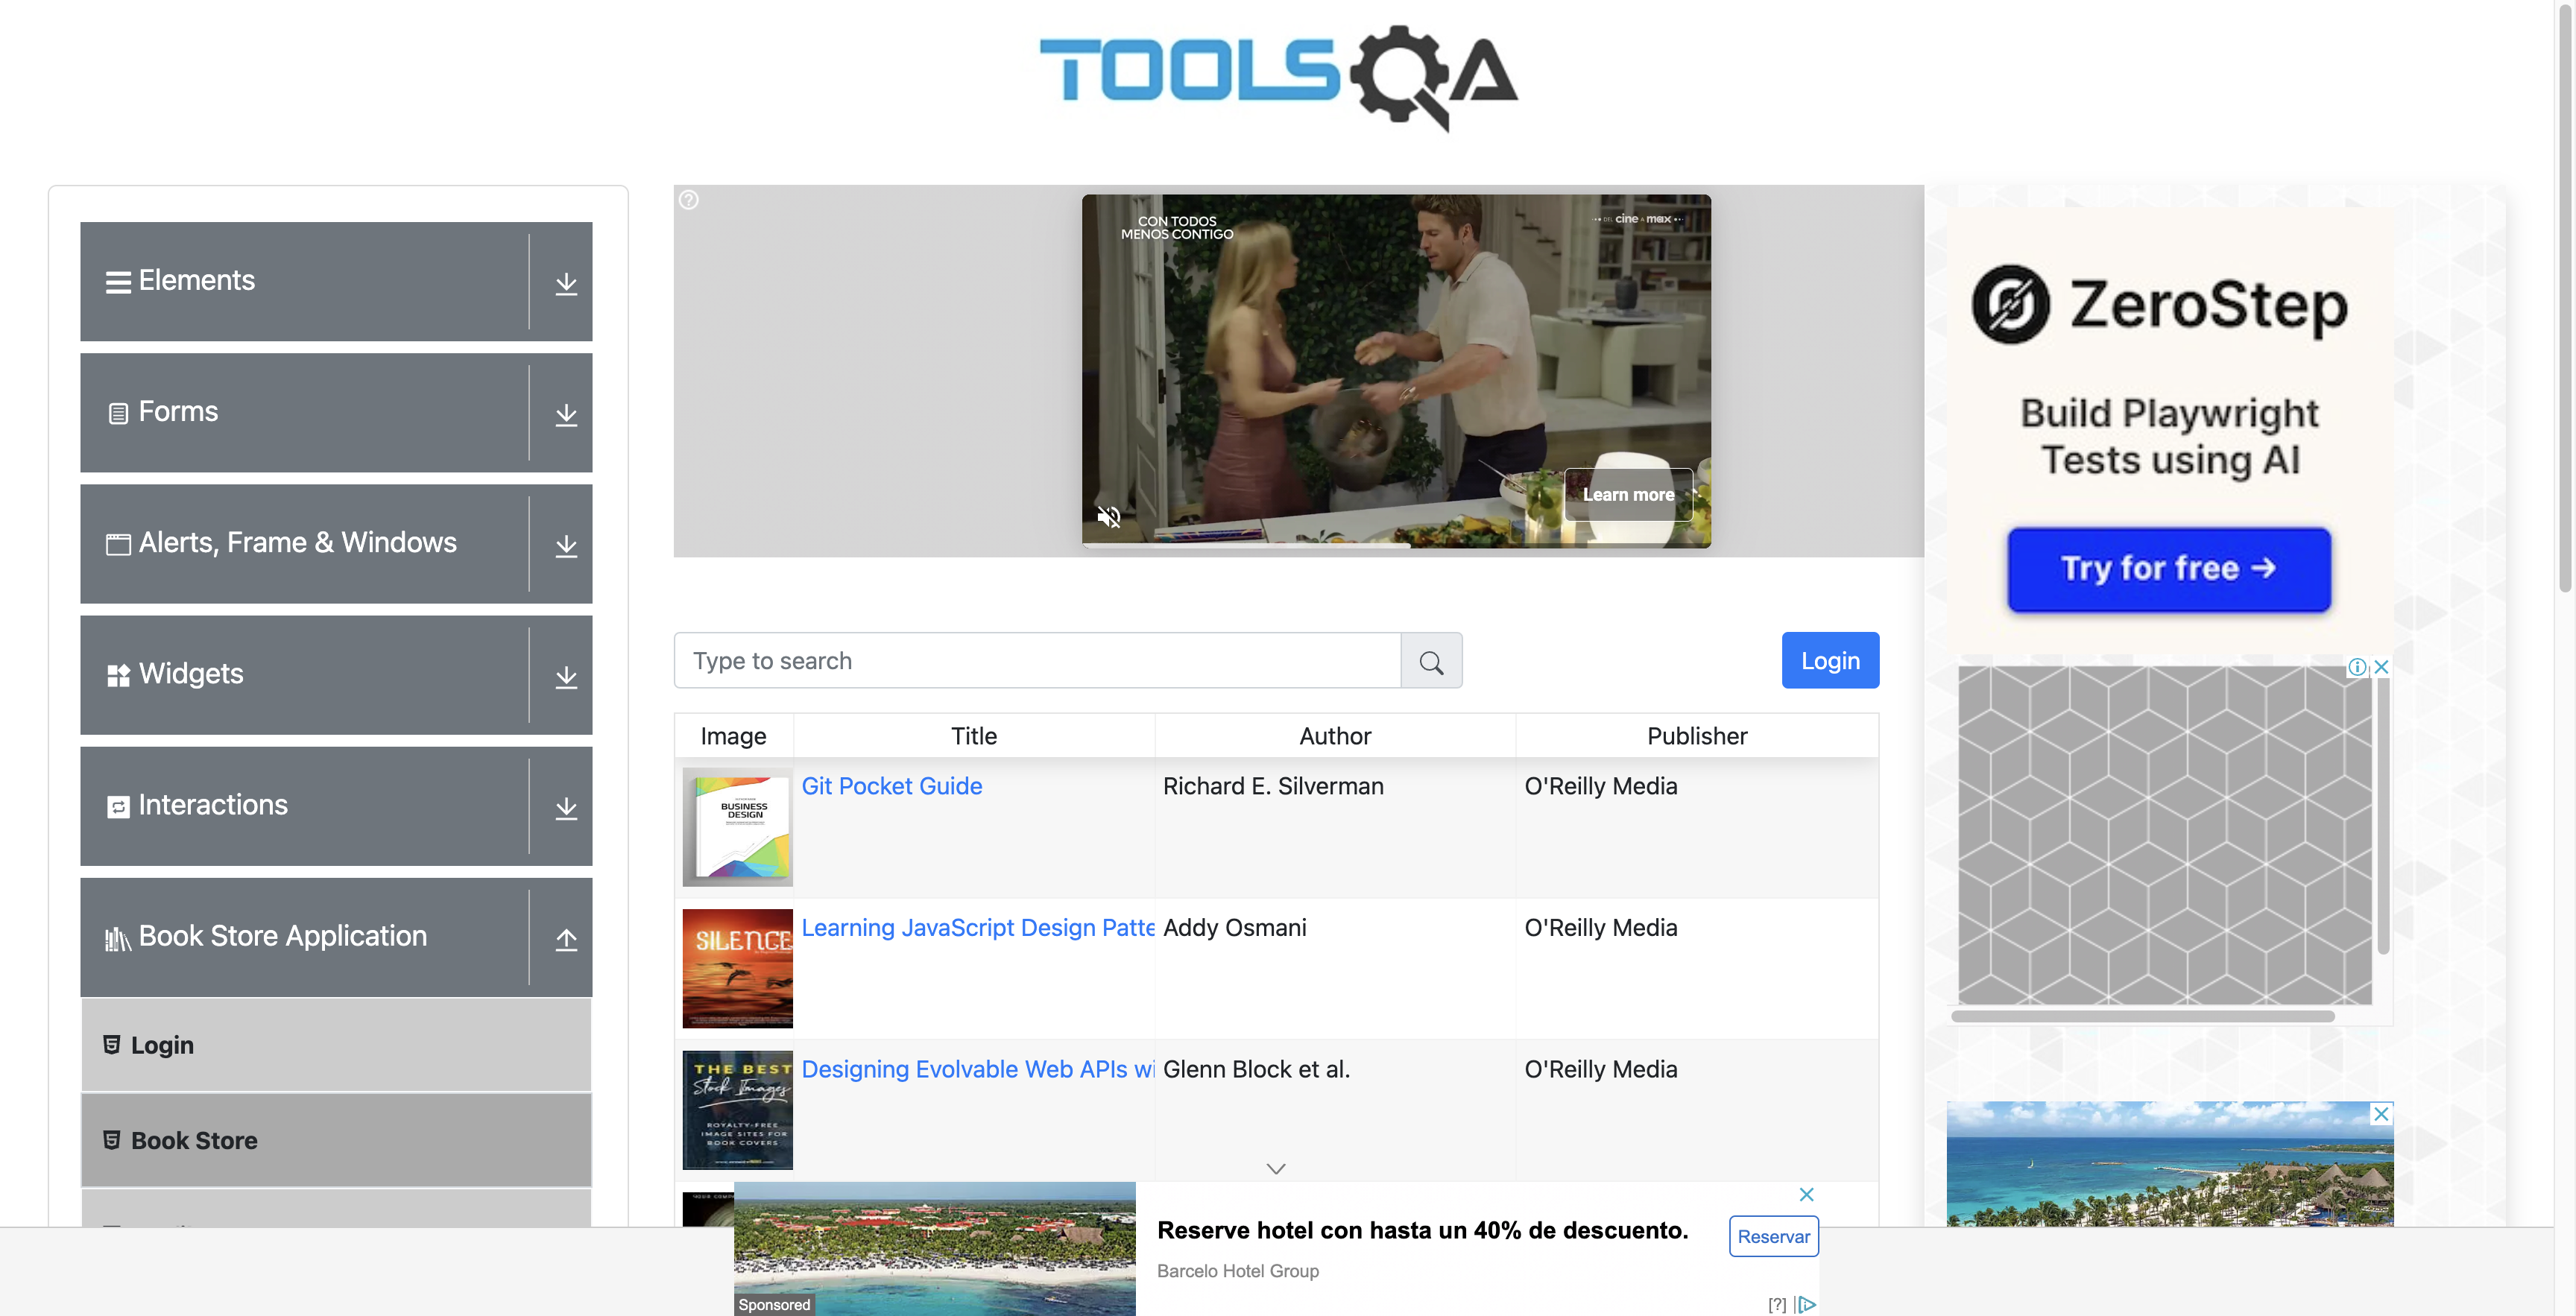 TOOLSQA
Elements
Forms
Alerts, Frame & Windows
Widgets
Interactions
Book Store Application
Login
Book Store
CON TODOS
MENOS CONTIGO
DEL cine A max
Learn more
Type to search
Login
Image Title Author Publisher
BUSINESS
DESIGN
Git Pocket Guide Richard E. Silverman O'Reilly Media
SILENCE
Learning JavaScript Design Patte Addy Osmani O'Reilly Media
THE BEST
Stock Images
ROYALTY-FREE
IMAGE SITES FOR
BOOK COVERS
Designing Evolvable Web APIs wi Glenn Block et al. O'Reilly Media
Reserve hotel con hasta un 40% de descuento.
Barcelo Hotel Group
Reservar
Sponsored
[?]
ZeroStep
Build Playwright
Tests using AI
Try for free →